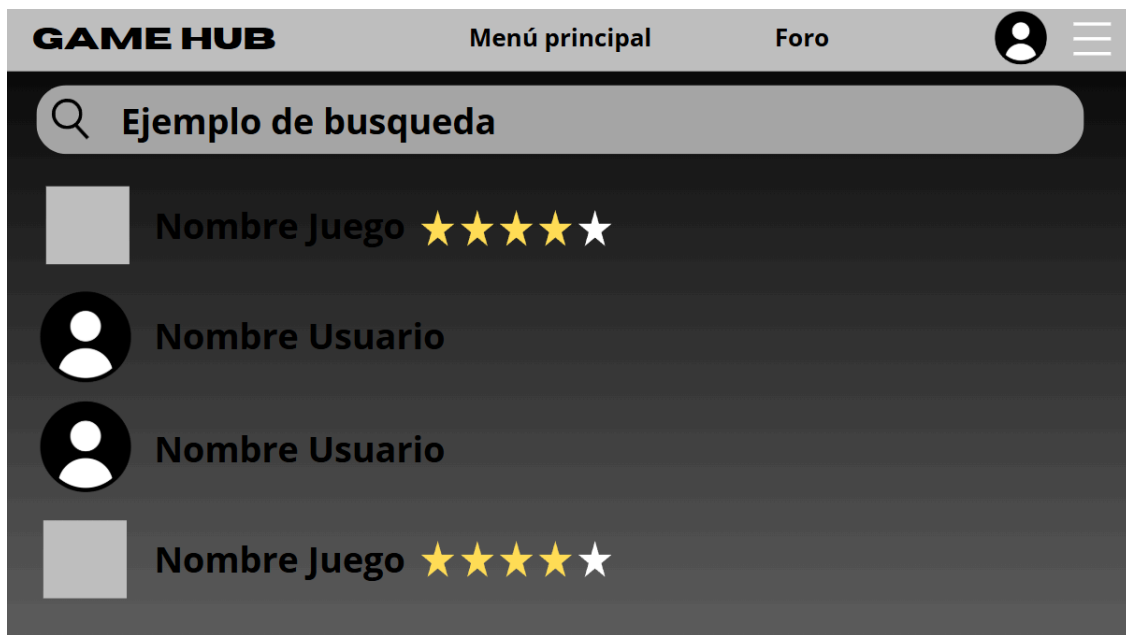 GAME HUB Menú principal Foro
Ejemplo de busqueda
Nombre Juego
Nombre Usuario
Nombre Usuario
Nombre Juego